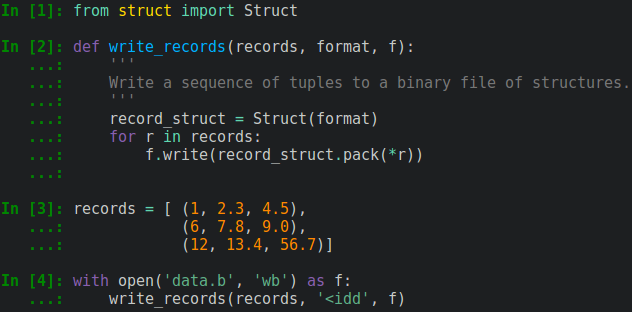 In [1]: from struct import Struct
In [2]: def write_records(records, format, f):
   ...:     '''
   ...:     Write a sequence of tuples to a binary file of structures.
   ...:     '''
   ...:     record_struct = Struct(format)
   ...:     for r in records:
   ...:         f.write(record_struct.pack(*r))
   ...:
In [3]: records = [ (1, 2.3, 4.5),
   ...:             (6, 7.8, 9.0),
   ...:             (12, 13.4, 56.7)]
In [4]: with open('data.b', 'wb') as f:
   ...:     write_records(records, '<idd', f)